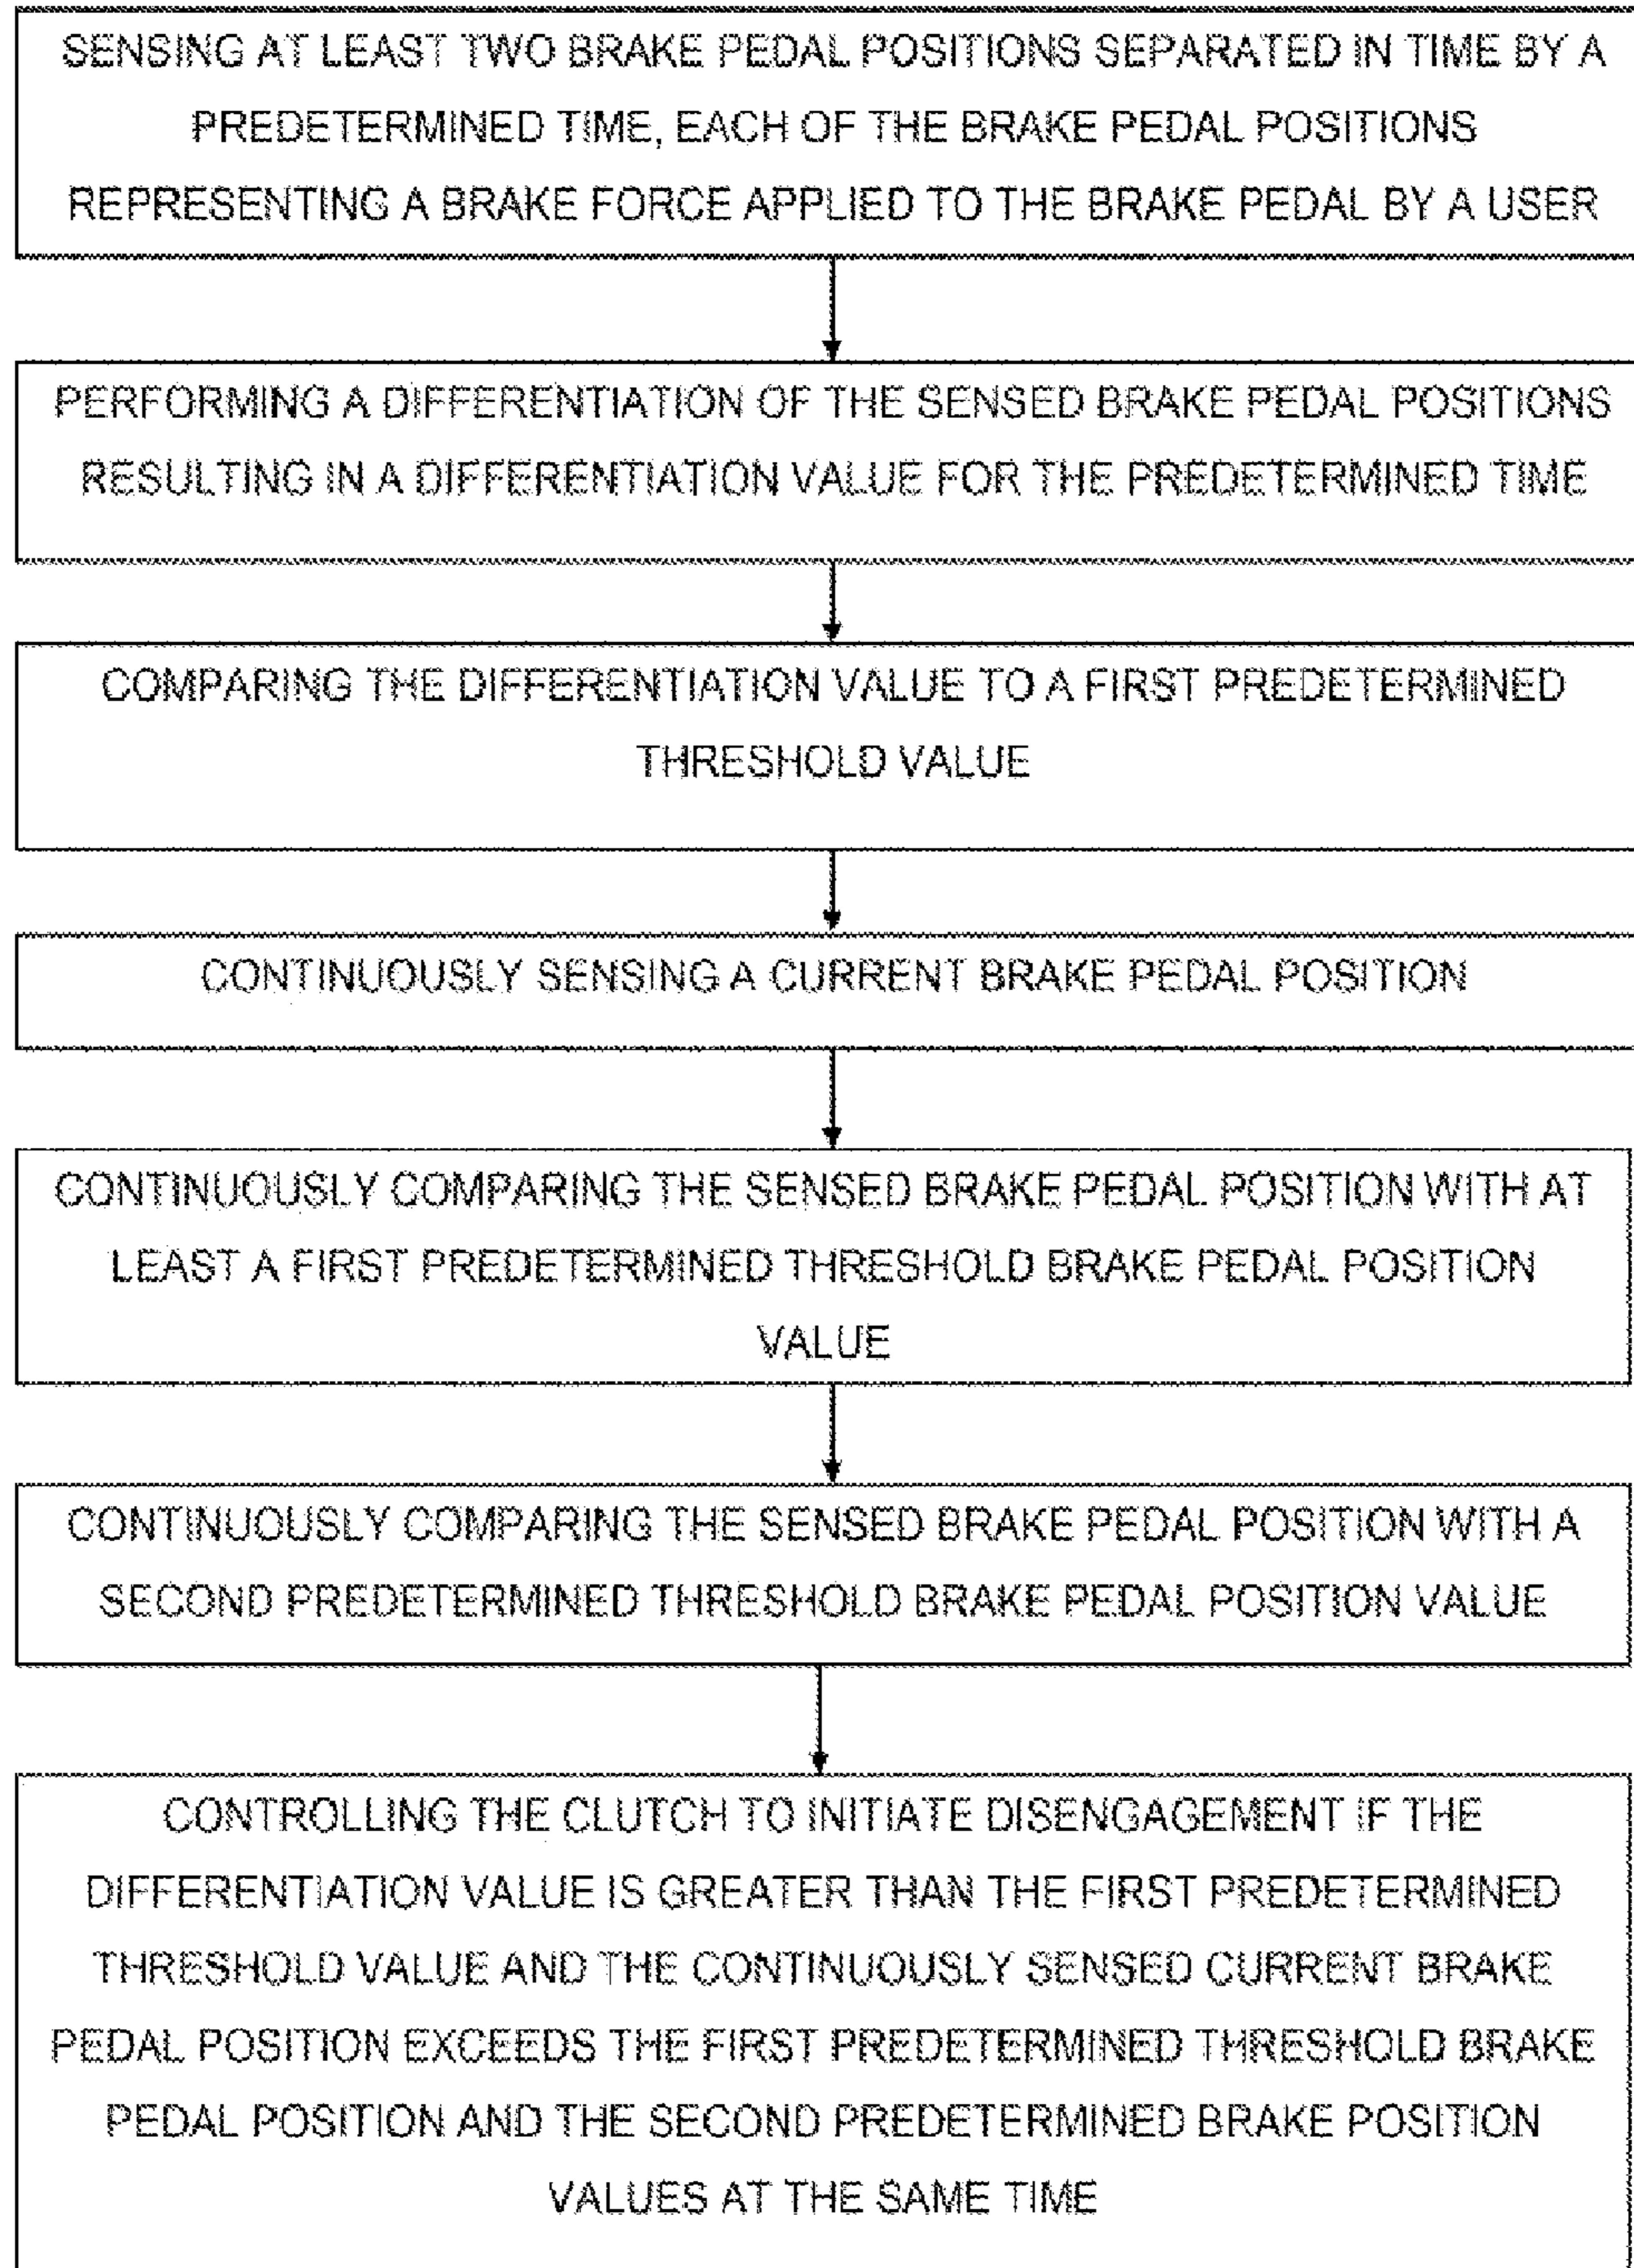 SENSING AT LEAST TWO BRAKE PEDAL POSITIONS SEPARATED IN TIME BY A
PREDETERMINED TIME, EACH OF THE BRAKE PEDAL POSITIONS
REPRESENTING A BRAKE FORCE APPLIED TO THE BRAKE PEDAL BY A USER
PERFORMING A DIFFERENTIATION OF THE SENSED BRAKE PEDAL POSITIONS
RESULTING IN A DIFFERENTIATION VALUE FOR THE PREDETERMINED TIME
COMPARING THE DIFFERENTIATION VALUE TO A FIRST PREDETERMINED
THRESHOLD VALUE
CONTINUOUSLY SENSING A CURRENT BRAKE PEDAL POSITION
CONTINUOUSLY COMPARING THE SENSED BRAKE PEDAL POSITION WITH AT
LEAST A FIRST PREDETERMINED THRESHOLD BRAKE PEDAL POSITION
VALUE
CONTINUOUSLY COMPARING THE SENSED BRAKE PEDAL POSITION WITH A
SECOND PREDETERMINED THRESHOLD BRAKE PEDAL POSITION VALUE
CONTROLLING THE CLUTCH TO INITIATE DISENGAGEMENT IF THE
DIFFERENTIATION VALUE IS GREATER THAN THE FIRST PREDETERMINED
THRESHOLD VALUE AND THE CONTINUOUSLY SENSED CURRENT BRAKE
PEDAL POSITION EXCEEDS THE FIRST PREDETERMINED THRESHOLD BRAKE
PEDAL POSITION AND THE SECOND PREDETERMINED BRAKE POSITION
VALUES AT THE SAME TIME